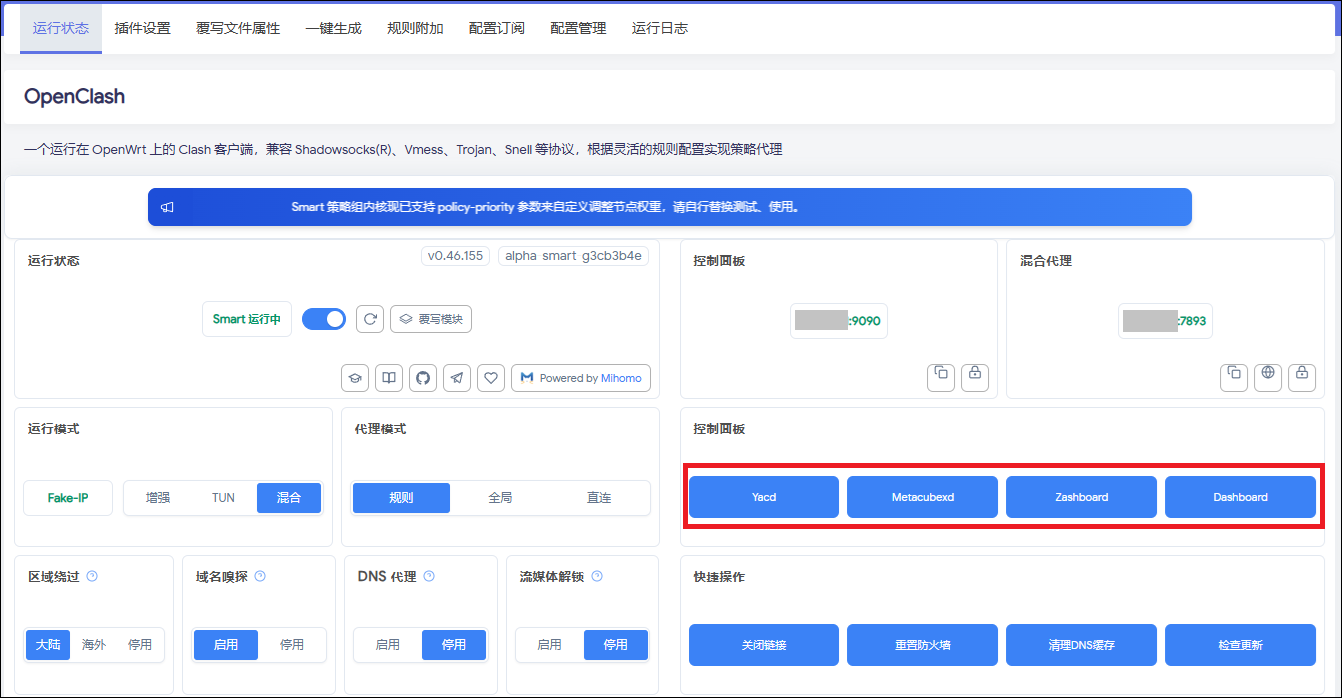 运行状态 插件设置 覆写文件属性 一键生成 规则附加 配置订阅 配置管理 运行日志
OpenClash
一个运行在 OpenWrt 上的 Clash 客户端，兼容 Shadowsocks(R)、Vmess、Trojan、Snell 等协议，根据灵活的规则配置实现策略代理
Smart 策略组内核现已支持 policy-priority 参数来自定义调整节点权重，请自行替换测试、使用。
运行状态 v0.46.155 alpha smart g3cb3b4e
Smart 运行中 覆写模块
Powered by Mihomo
控制面板
:9090
混合代理
:7893
运行模式
Fake-IP 增强 TUN 混合
代理模式
规则 全局 直连
控制面板
Yacd Metacubexd Zashboard Dashboard
区域绕过
大陆 海外 停用
域名嗅探
启用 停用
DNS 代理
启用 停用
流媒体解锁
启用 停用
快捷操作
关闭链接 重置防火墙 清理DNS缓存 检查更新